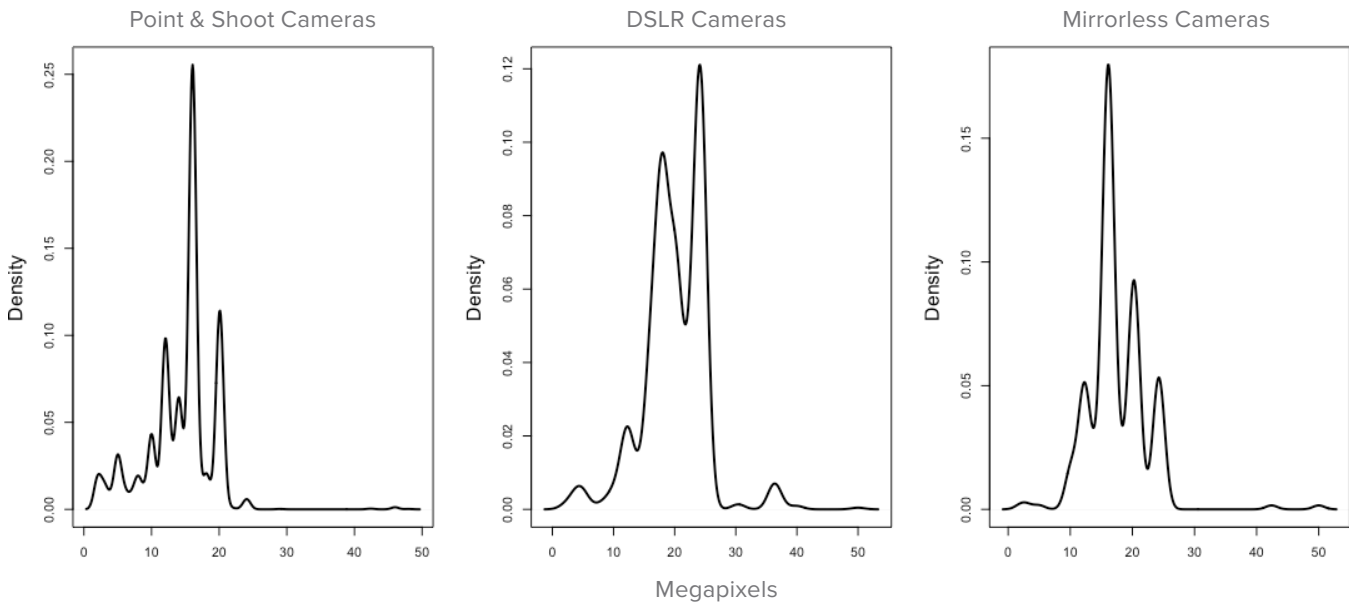 Point & Shoot Cameras
DSLR Cameras
Mirrorless Cameras
Density
0.00 0.05 0.10 0.15 0.20 0.25
0 10 20 30 40 50
Density
0.00 0.02 0.04 0.06 0.08 0.10 0.12
0 10 20 30 40 50
Density
0.00 0.05 0.10 0.15
0 10 20 30 40 50
Megapixels